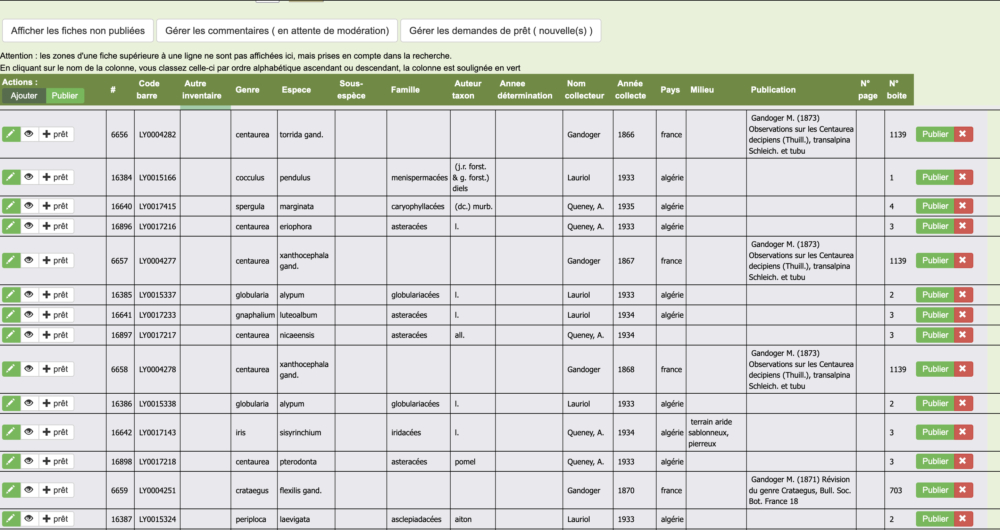 Afficher les fiches non publiées Gérer les commentaires ( en attente de modération) Gérer les demandes de prêt ( nouvelle(s) )
Attention : les zones d'une fiche supérieure à une ligne ne sont pas affichées ici, mais prises en compte dans la recherche.
En cliquant sur le nom de la colonne, vous classez celle-ci par ordre alphabétique ascendant ou descendant, la colonne est soulignée en vert
Actions : Ajouter Publier # Code barre Autre inventaire Genre Espece Sous-espèce Famille Auteur taxon Annee détermination Nom collecteur Année collecte Pays Milieu Publication N° page N° boite
prêt 6656 LY0004282 centaurea torrida gand. Gandoger 1866 france Gandoger M. (1873) Observations sur les Centaurea decipiens (Thuill.), transalpina Schleich. et tubu 1139 Publier
prêt 16384 LY0015166 cocculus pendulus menispermacées (j.r. forst. & g. forst.) diels Lauriol 1933 algérie 1 Publier
prêt 16640 LY0017415 spergula marginata caryophyllacées (dc.) murb. Queney, A. 1935 algérie 4 Publier
prêt 16896 LY0017216 centaurea eriophora asteracées l. Queney, A. 1933 algérie 3 Publier
prêt 6657 LY0004277 centaurea xanthocephala gand. Gandoger 1867 france Gandoger M. (1873) Observations sur les Centaurea decipiens (Thuill.), transalpina Schleich. et tubu 1139 Publier
prêt 16385 LY0015337 globularia alypum globulariacées l. Lauriol 1933 algérie 2 Publier
prêt 16641 LY0017233 gnaphalium luteoalbum asteracées l. Lauriol 1934 algérie 3 Publier
prêt 16897 LY0017217 centaurea nicaeensis asteracées all. Queney, A. 1934 3 Publier
prêt 6658 LY0004278 centaurea xanthocephala gand. Gandoger 1868 france Gandoger M. (1873) Observations sur les Centaurea decipiens (Thuill.), transalpina Schleich. et tubu 1139 Publier
prêt 16386 LY0015338 globularia alypum globulariacées l. Lauriol 1933 algérie 2 Publier
prêt 16642 LY0017143 iris sisyrinchium iridacées l. Queney, A. 1934 algérie terrain aride sablonneux, pierreux 3 Publier
prêt 16898 LY0017218 centaurea pterodonta asteracées pomel Queney, A. 1933 algérie 3 Publier
prêt 6659 LY0004251 crataegus flexilis gand. Gandoger 1870 france Gandoger M. (1871) Révision du genre Crataegus, Bull. Soc. Bot. France 18 703 Publier
prêt 16387 LY0015324 periploca laevigata asclepiadacées aiton Lauriol 1933 algérie 2 Publier